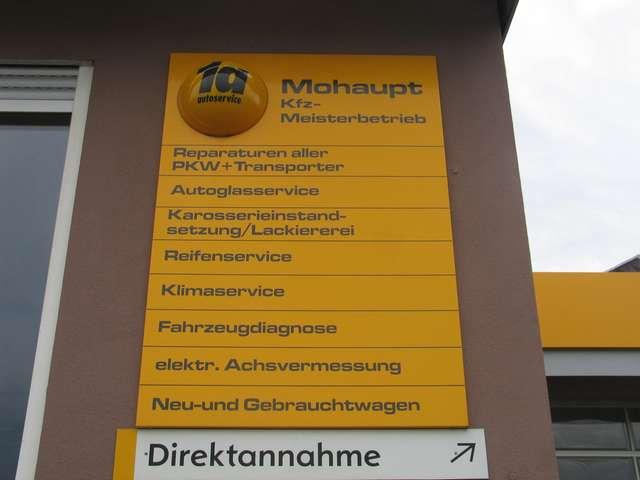 1a
autoservice
Mohaupt
Kfz-
Meisterbetrieb
Reparaturen aller
PKW+Transporter
Autoglasservice
Karosserieinstand-
setzung/Lackiererei
Reifenservice
Klimaservice
Fahrzeugdiagnose
elektr. Achsvermessung
Neu-und Gebrauchtwagen
Direktannahme